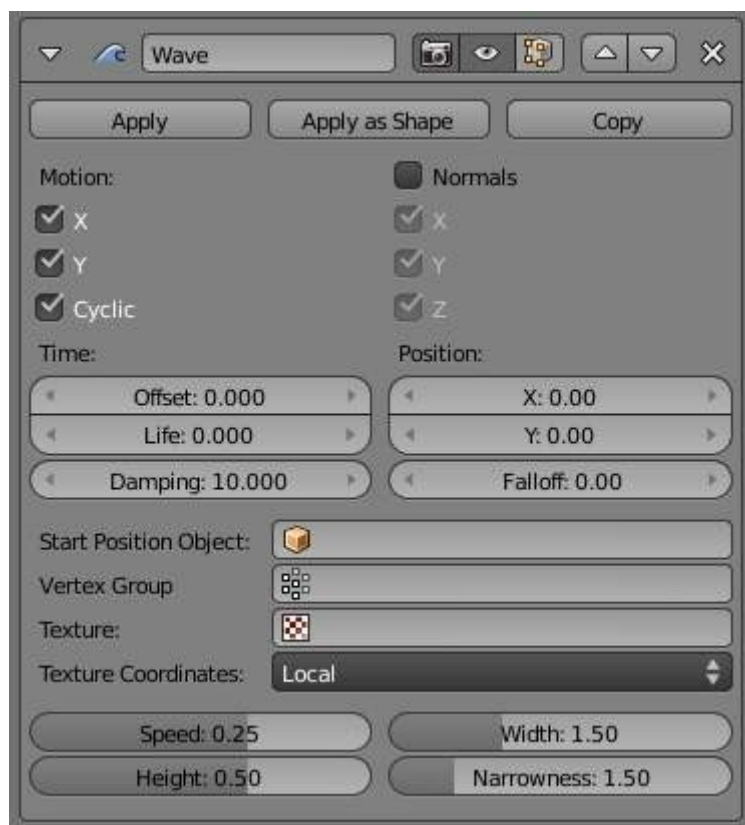 Wave
Apply Apply as Shape Copy
Motion: Normals
X X
Y Y
Cyclic Z
Time: Position:
Offset: 0.000 X: 0.00
Life: 0.000 Y: 0.00
Damping: 10.000 Falloff: 0.00
Start Position Object:
Vertex Group
Texture:
Texture Coordinates: Local
Speed: 0.25 Width: 1.50
Height: 0.50 Narrowness: 1.50